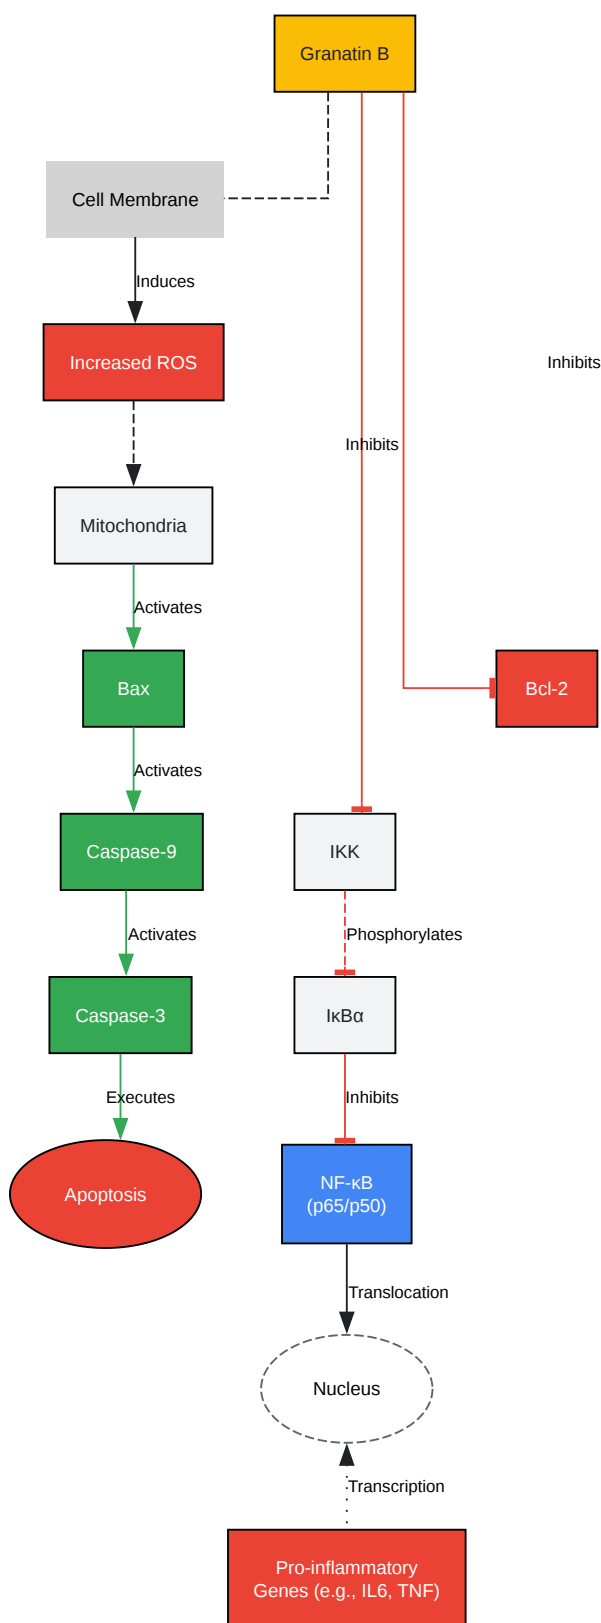 Granatin B
Cell Membrane
Induces
Increased ROS
Inhibits
Inhibits
Mitochondria
Activates
Bax
Bcl-2
Activates
Caspase-9
IKK
Activates
Phosphorylates
Caspase-3
IκBα
Executes
Inhibits
Apoptosis
NF-κB
(p65/p50)
Translocation
Nucleus
Transcription
Pro-inflammatory
Genes (e.g., IL6, TNF)